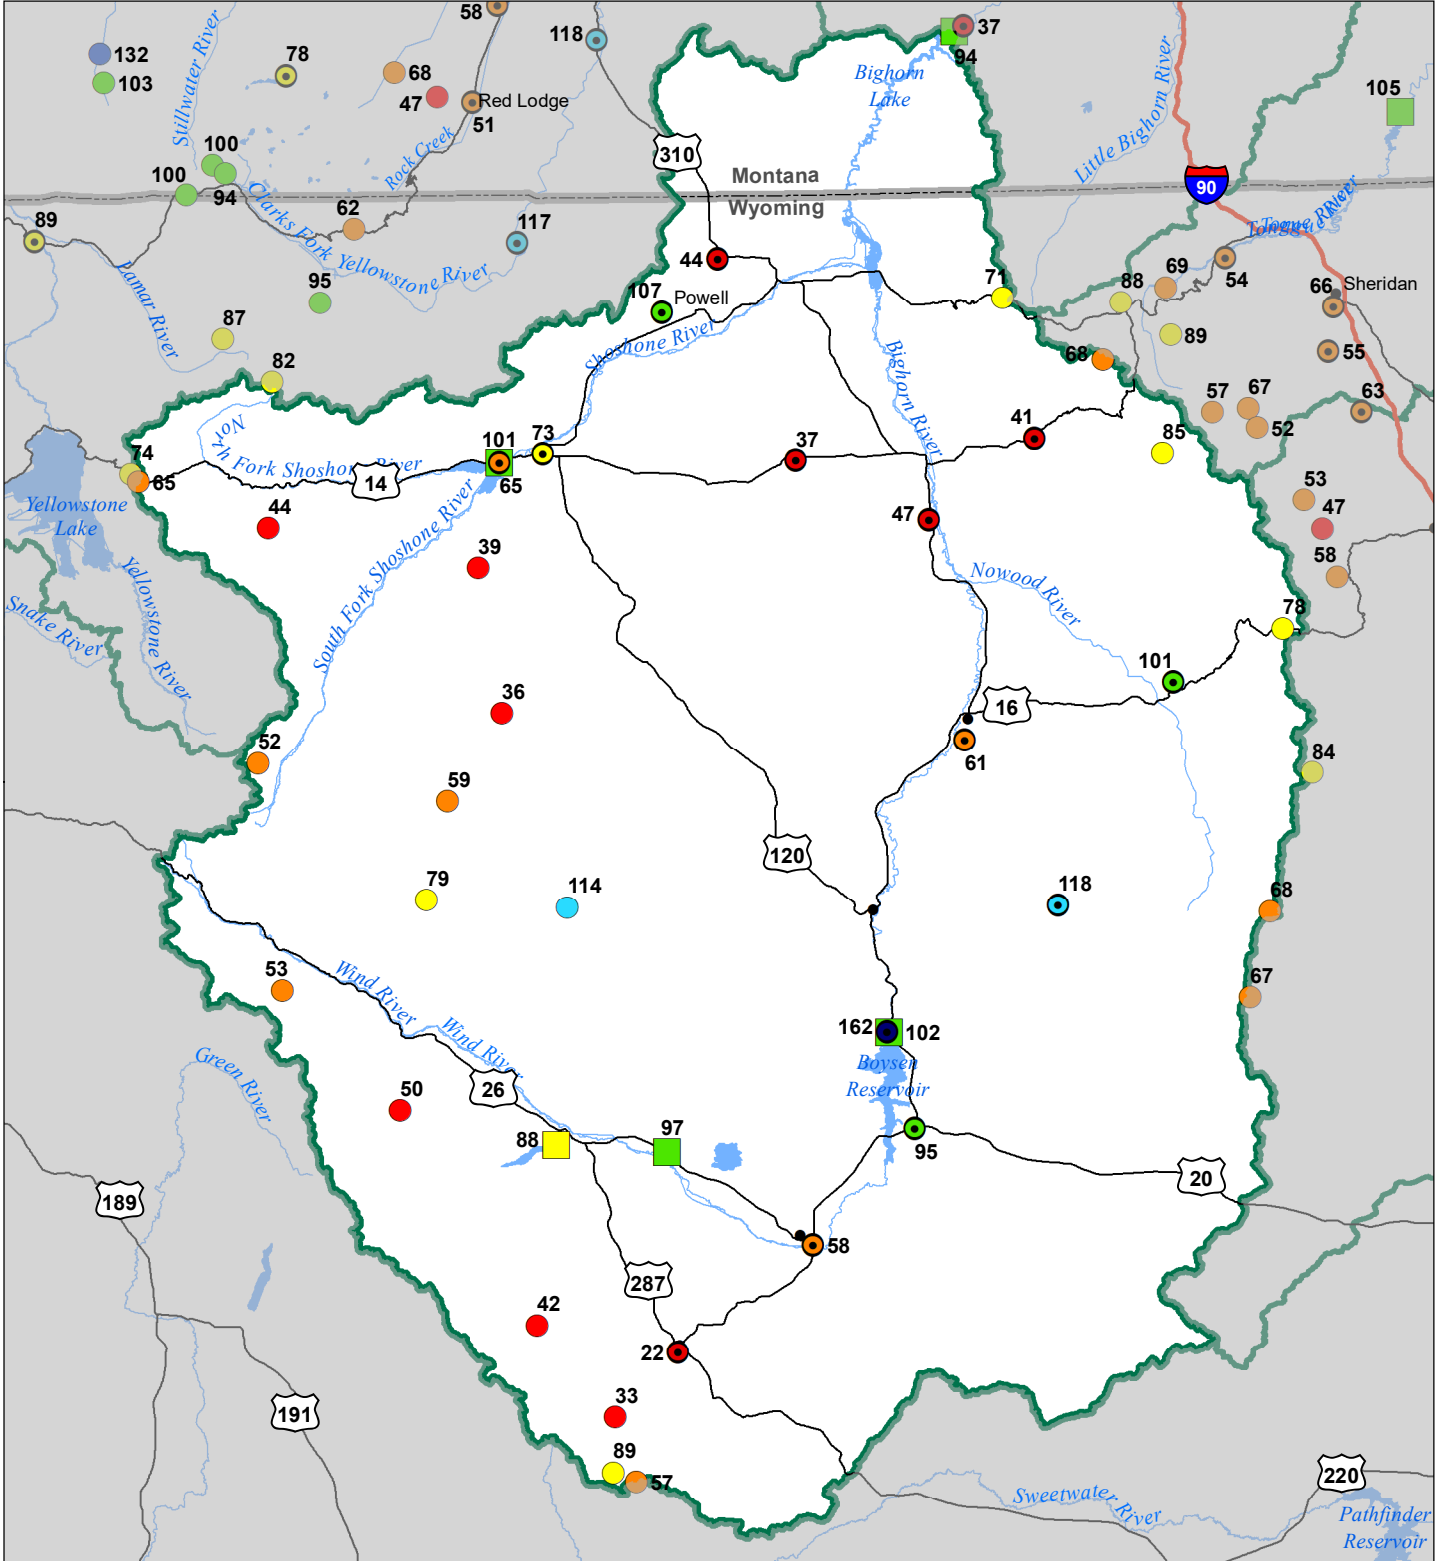 58
118
37
94
132
103
78
68
47
Red Lodge
51
105
Stillwater River
Bighorn
Lake
Little Bighorn River
Rock Creek
310
100
100
94
Montana
Wyoming
90
Clarks Fork Yellowstone River
62
117
89
Lamar River
95
87
82
44
107
Powell
Shoshone River
71
88
69
54
Tongue River
Tongue River
66
Sheridan
89
55
68
57
67
52
63
Bighorn River
North Fork Shoshone River
14
101
65
73
37
41
85
74
65
Yellowstone
Lake
44
39
47
53
47
58
South Fork Shoshone River
Yellowstone River
Snake River
Nowood River
78
101
16
36
52
61
84
59
120
79
114
118
68
53
Wind River
67
162
102
Boysen
Reservoir
Wind River
Green River
50
26
88
97
95
20
189
58
287
42
22
33
191
89
57
220
Sweetwater River
Pathfinder
Reservoir